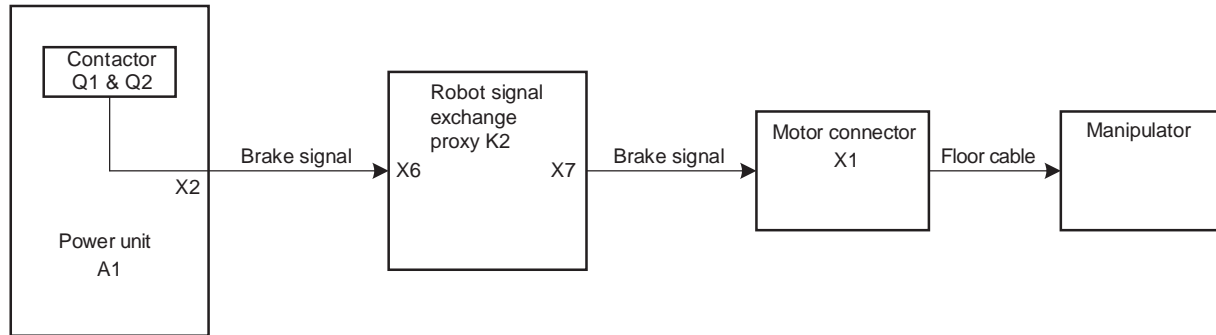 Contactor
Q1 & Q2
X2
Power unit
A1
Brake signal
Robot signal
exchange
proxy K2
X6
X7
Brake signal
Motor connector
X1
Floor cable
Manipulator